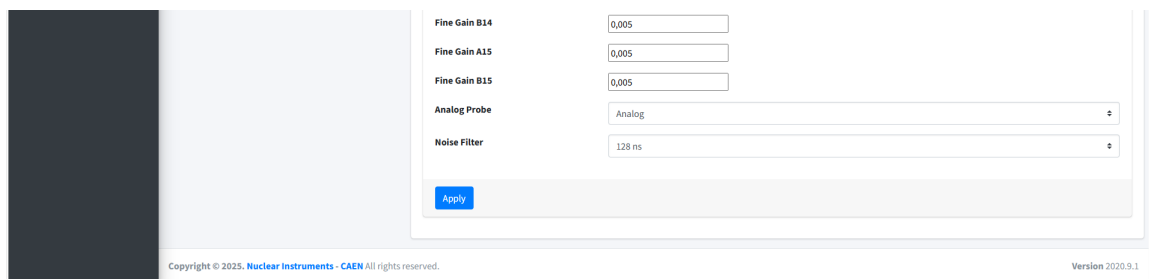 Fine Gain B14 0,005
Fine Gain A15 0,005
Fine Gain B15 0,005
Analog Probe Analog
Noise Filter 128 ns
Apply
Copyright © 2025. Nuclear Instruments - CAEN All rights reserved. Version 2020.9.1